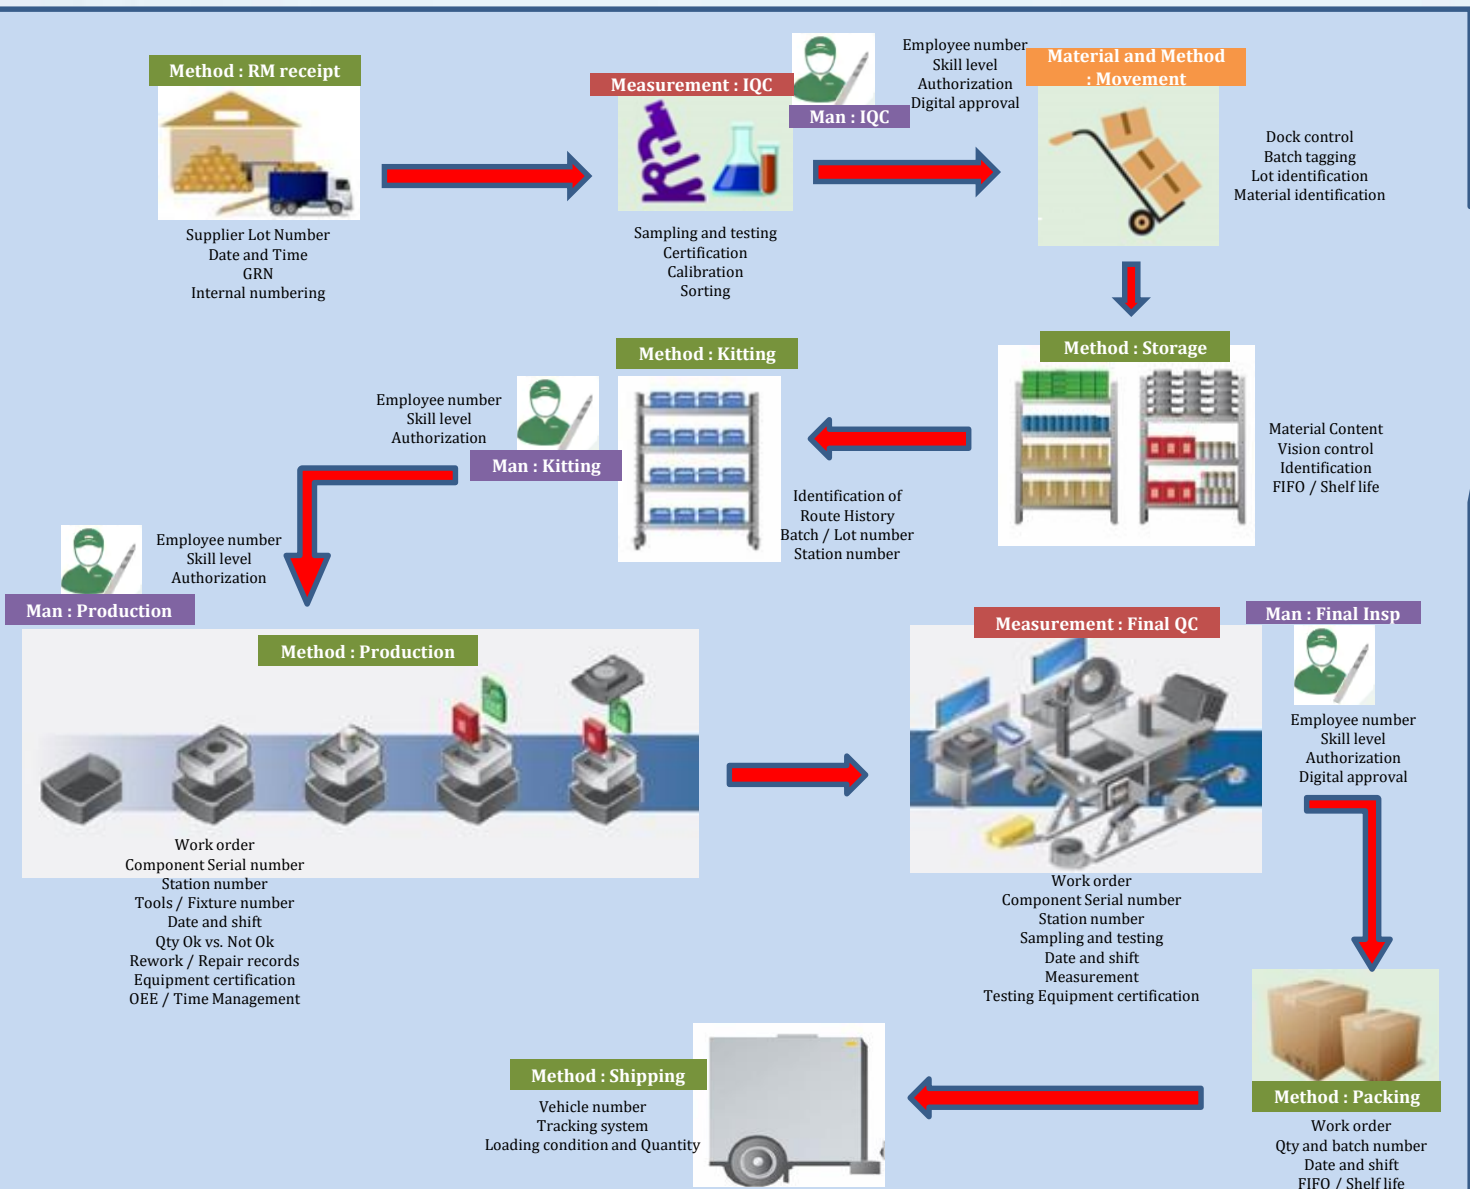 Method : RM receipt
Supplier Lot Number
Date and Time
GRN
Internal numbering
Measurement : IQC
Sampling and testing
Certification
Calibration
Sorting
Man : IQC
Employee number
Skill level
Authorization
Digital approval
Material and Method
: Movement
Dock control
Batch tagging
Lot identification
Material identification
Method : Storage
Material Content
Vision control
Identification
FIFO / Shelf life
Method : Kitting
Identification of
Route History
Batch / Lot number
Station number
Employee number
Skill level
Authorization
Man : Kitting
Employee number
Skill level
Authorization
Man : Production
Method : Production
Work order
Component Serial number
Station number
Tools / Fixture number
Date and shift
Qty Ok vs. Not Ok
Rework / Repair records
Equipment certification
OEE / Time Management
Measurement : Final QC
Work order
Component Serial number
Station number
Sampling and testing
Date and shift
Measurement
Testing Equipment certification
Man : Final Insp
Employee number
Skill level
Authorization
Digital approval
Method : Packing
Work order
Qty and batch number
Date and shift
FIFO / Shelf life
Method : Shipping
Vehicle number
Tracking system
Loading condition and Quantity